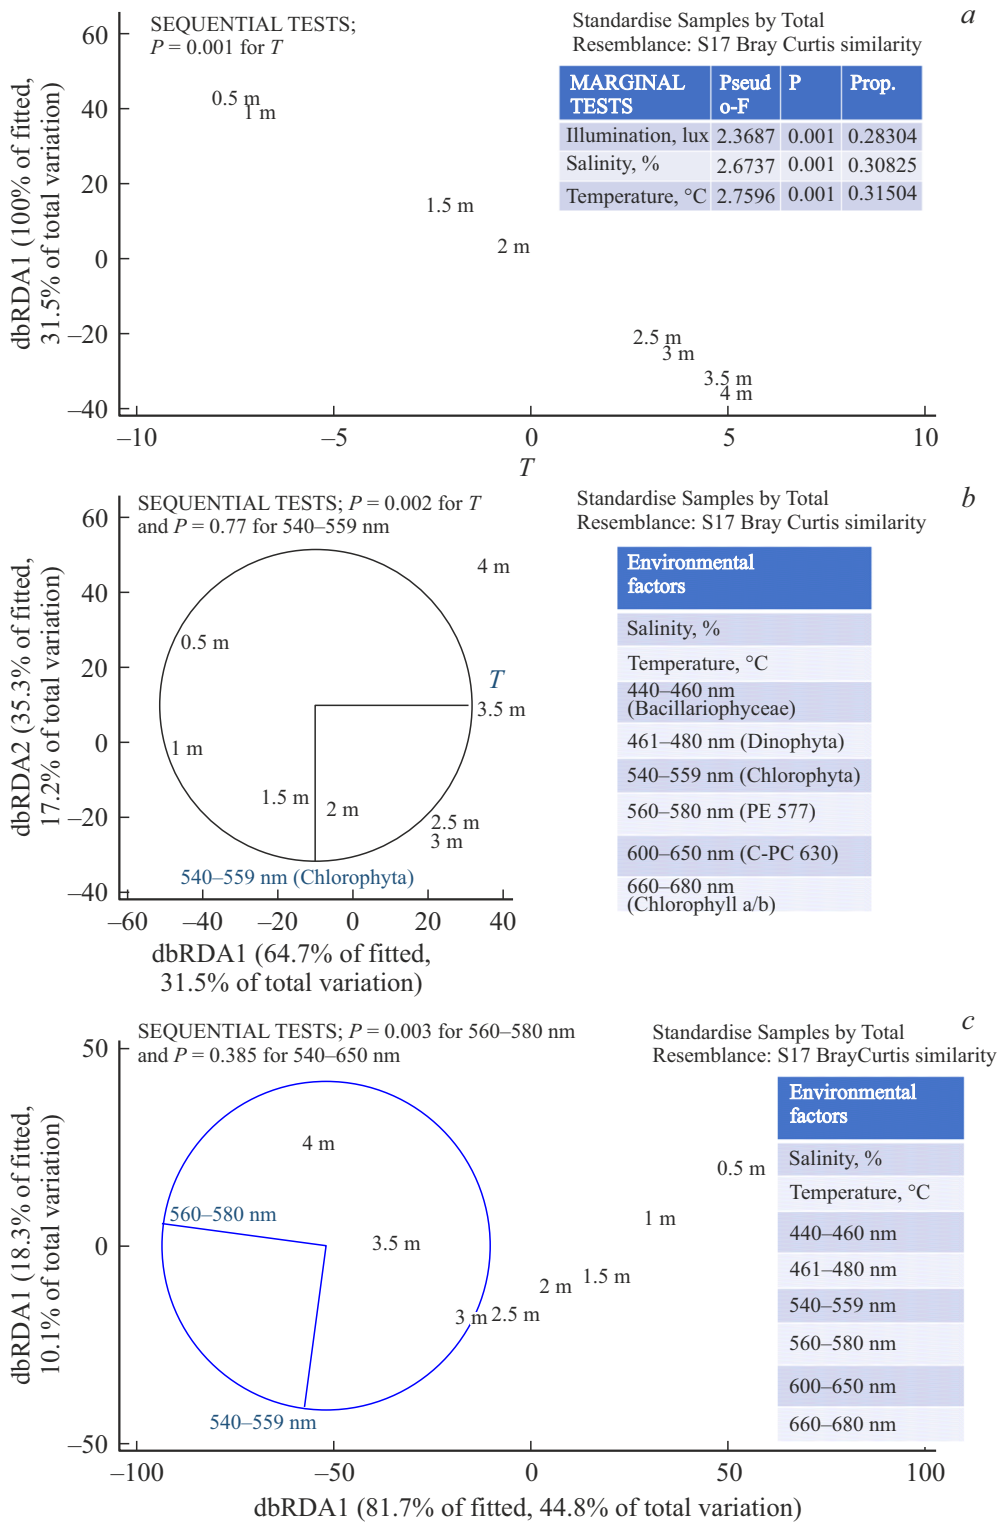 a
SEQUENTIAL TESTS;
P = 0.001 for T
Standardise Samples by Total
Resemblance: S17 Bray Curtis similarity
MARGINAL TESTS Pseudo-F P Prop.
Illumination, lux 2.3687 0.001 0.28304
Salinity, % 2.6737 0.001 0.30825
Temperature, °C 2.7596 0.001 0.31504
dbRDA1 (100% of fitted,
31.5% of total variation)
60
40
20
0
–20
–40
0.5 m
1 m
1.5 m
2 m
2.5 m
3 m
3.5 m
4 m
–10 –5 0 5 10
T
b
SEQUENTIAL TESTS; P = 0.002 for T
and P = 0.77 for 540–559 nm
Standardise Samples by Total
Resemblance: S17 Bray Curtis similarity
Environmental
factors
Salinity, %
Temperature, °C
440–460 nm
(Bacillariophyceae)
461–480 nm (Dinophyta)
540–559 nm (Chlorophyta)
560–580 nm (PE 577)
600–650 nm (C-PC 630)
660–680 nm
(Chlorophyll a/b)
dbRDA2 (35.3% of fitted,
17.2% of total variation)
60
40
20
0
–20
–40
4 m
0.5 m
T
3.5 m
1 m
1.5 m
2 m
2.5 m
3 m
540–559 nm (Chlorophyta)
–60 –40 –20 0 20 40
dbRDA1 (64.7% of fitted,
31.5% of total variation)
c
SEQUENTIAL TESTS; P = 0.003 for 560–580 nm
and P = 0.385 for 540–650 nm
Standardise Samples by Total
Resemblance: S17 BrayCurtis similarity
Environmental
factors
Salinity, %
Temperature, °C
440–460 nm
461–480 nm
540–559 nm
560–580 nm
600–650 nm
660–680 nm
dbRDA1 (18.3% of fitted,
10.1% of total variation)
50
0
–50
4 m
0.5 m
560–580 nm
1 m
3.5 m
1.5 m
2 m
2.5 m
3 m
540–559 nm
–100 –50 0 50 100
dbRDA1 (81.7% of fitted, 44.8% of total variation)